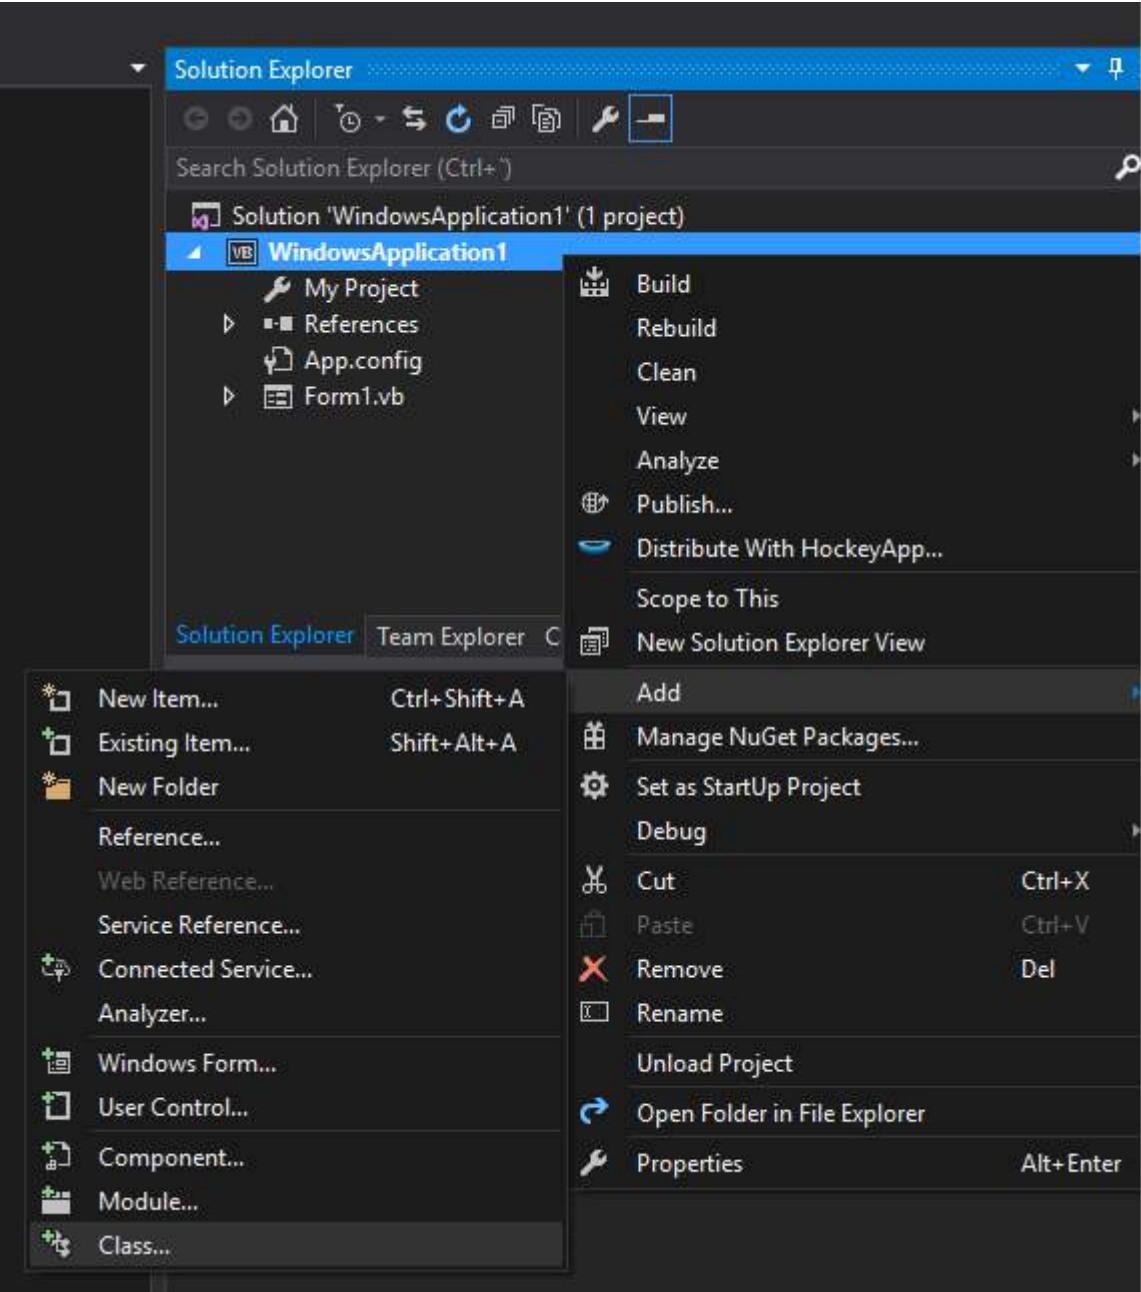 Solution Explorer
Search Solution Explorer (Ctrl+¨)
Solution 'WindowsApplication1' (1 project)
VB WindowsApplication1
My Project
References
App.config
Form1.vb
Solution Explorer Team Explorer C
Build
Rebuild
Clean
View
Analyze
Publish...
Distribute With HockeyApp...
Scope to This
New Solution Explorer View
Add
Manage NuGet Packages...
Set as StartUp Project
Debug
Cut Ctrl+X
Paste Ctrl+V
Remove Del
Rename
Unload Project
Open Folder in File Explorer
Properties Alt+Enter
New Item... Ctrl+Shift+A
Existing Item... Shift+Alt+A
New Folder
Reference...
Web Reference...
Service Reference...
Connected Service...
Analyzer...
Windows Form...
User Control...
Component...
Module...
Class...